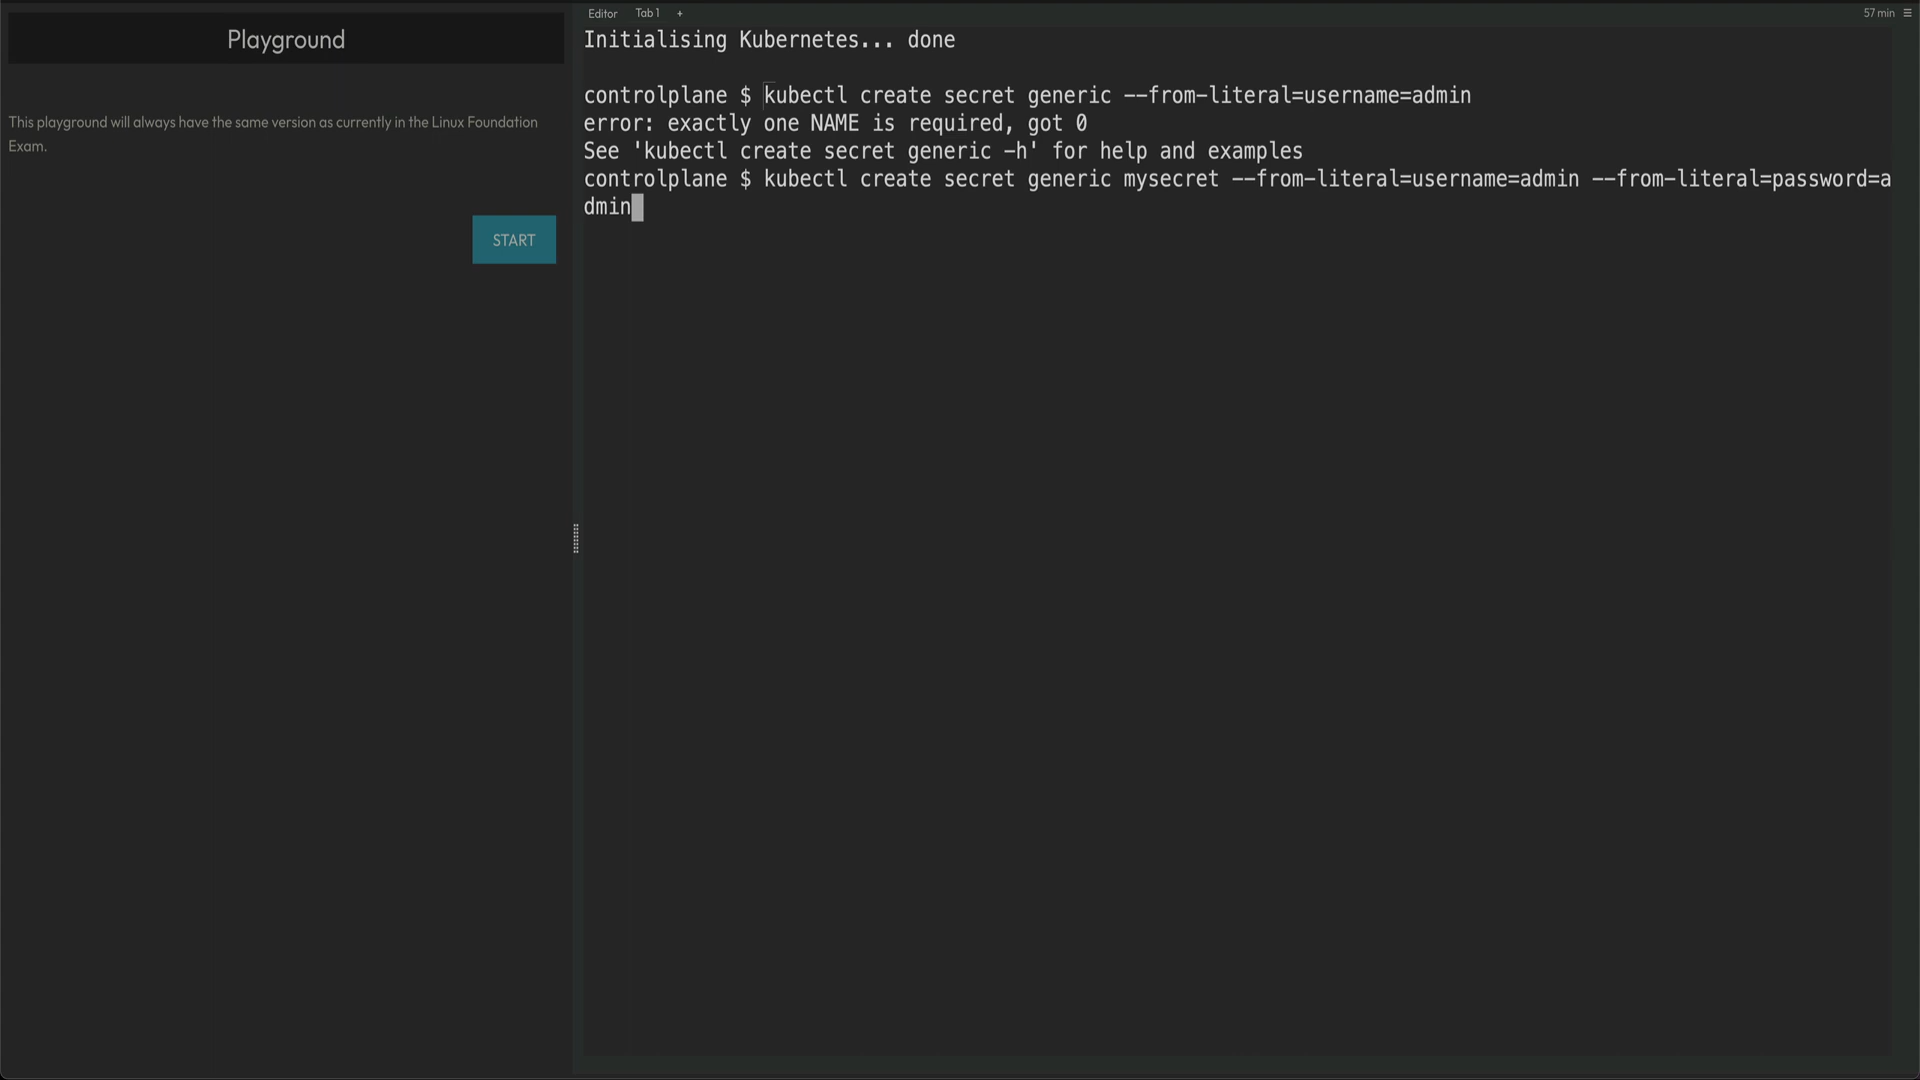 Playground
This playground will always have the same version as currently in the Linux Foundation
Exam.
START
Editor Tab 1 +
57 min
Initialising Kubernetes... done
controlplane $ kubectl create secret generic --from-literal=username=admin
error: exactly one NAME is required, got 0
See 'kubectl create secret generic -h' for help and examples
controlplane $ kubectl create secret generic mysecret --from-literal=username=admin --from-literal=password=a
dmin